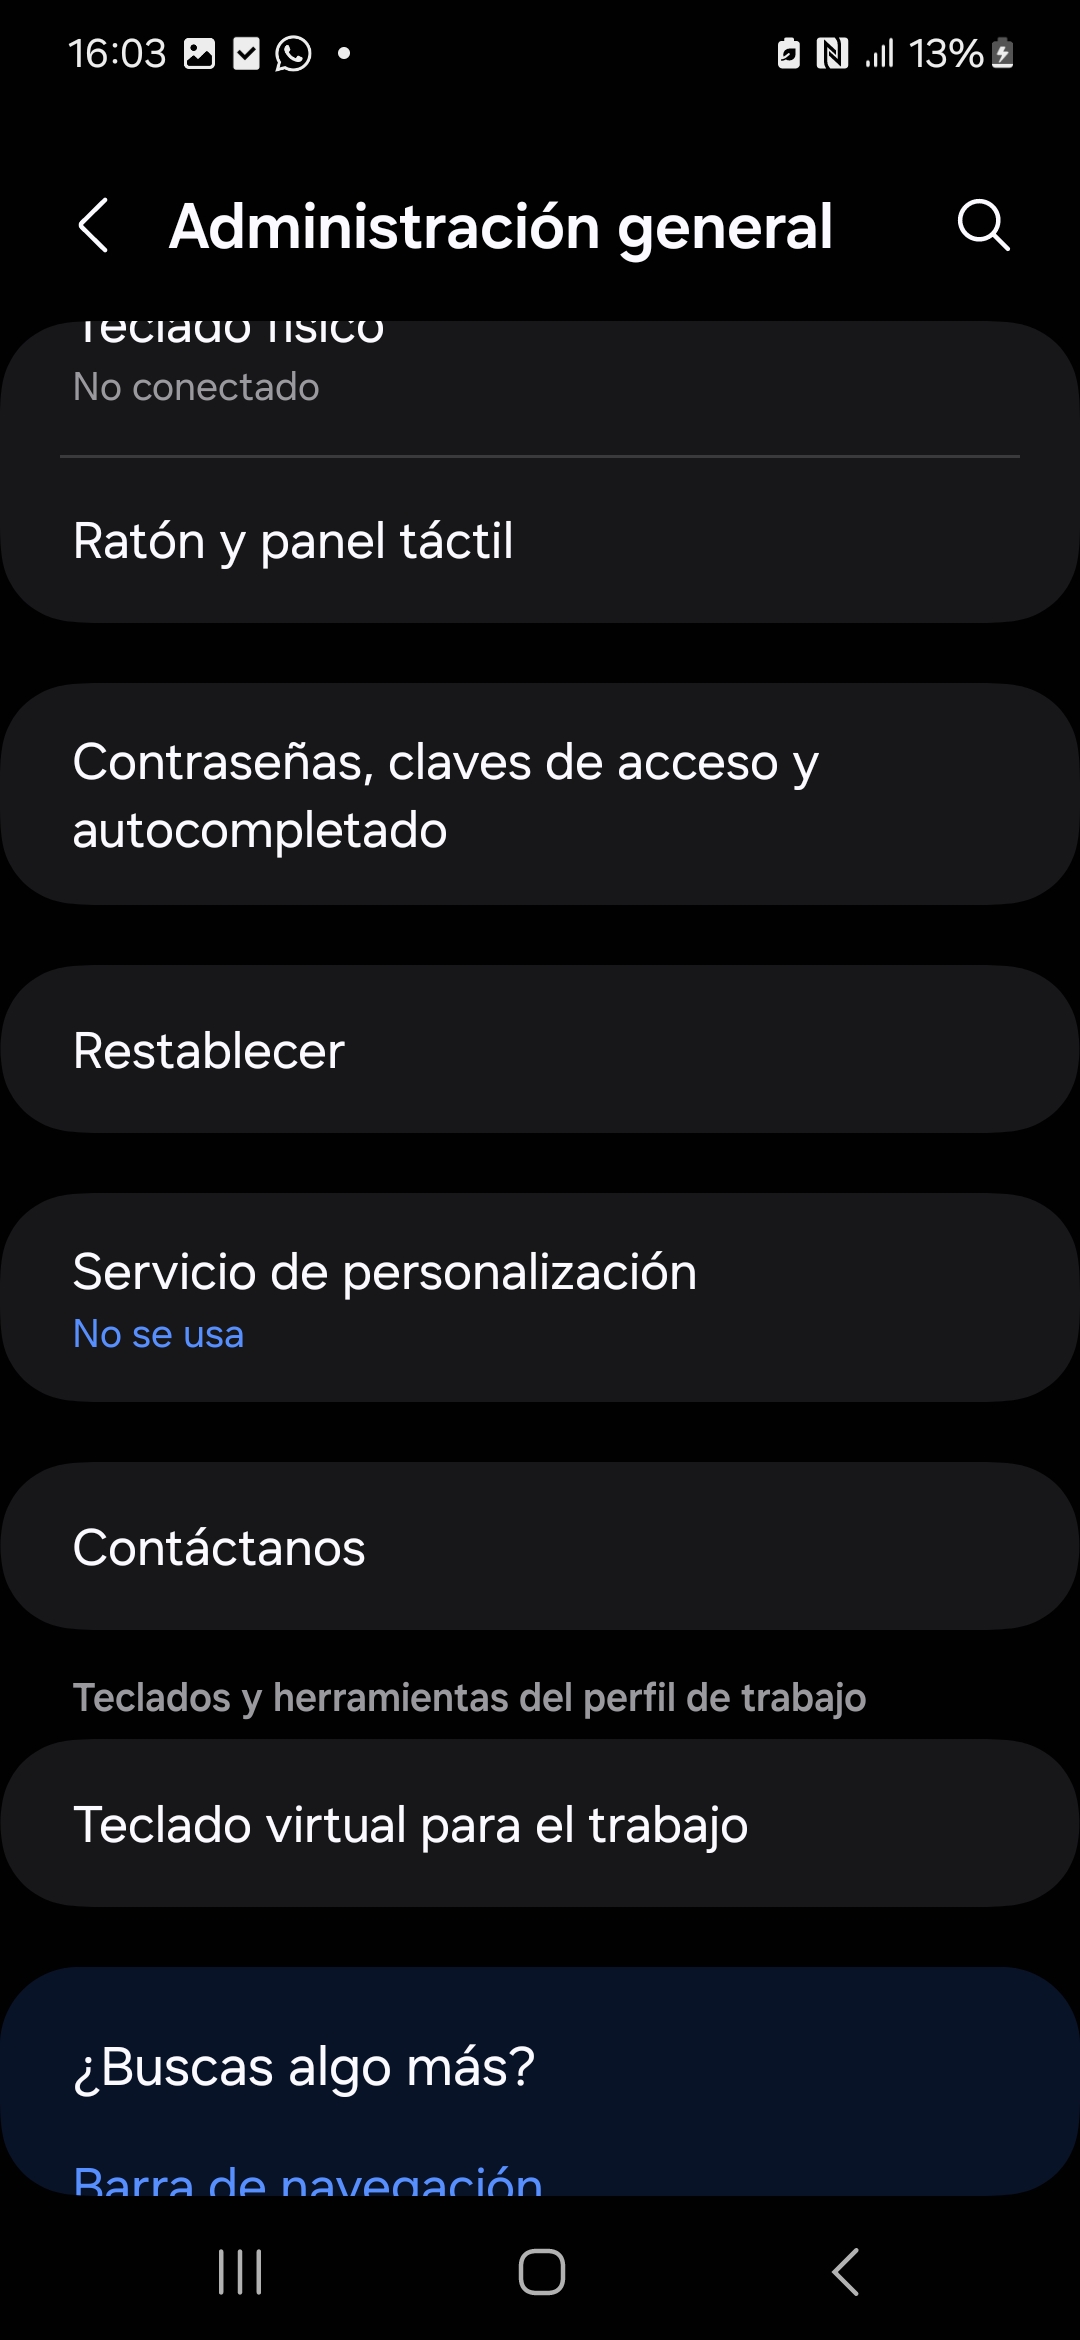 16:03
13%
Administración general
Teclado físico
No conectado
Ratón y panel táctil
Contraseñas, claves de acceso y
autocompletado
Restablecer
Servicio de personalización
No se usa
Contáctanos
Teclados y herramientas del perfil de trabajo
Teclado virtual para el trabajo
¿Buscas algo más?
Barra de navegación